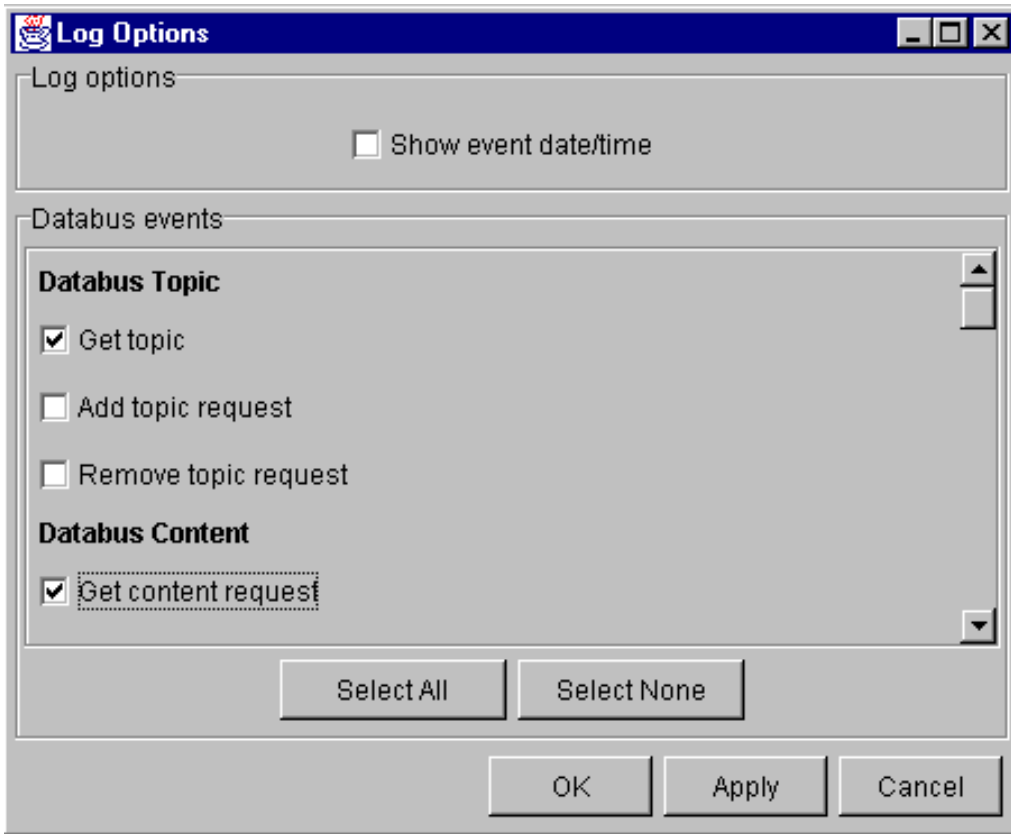 Log Options
Log options
Show event date/time
Databus events
Databus Topic
Get topic
Add topic request
Remove topic request
Databus Content
Get content request
Select All Select None
OK Apply Cancel